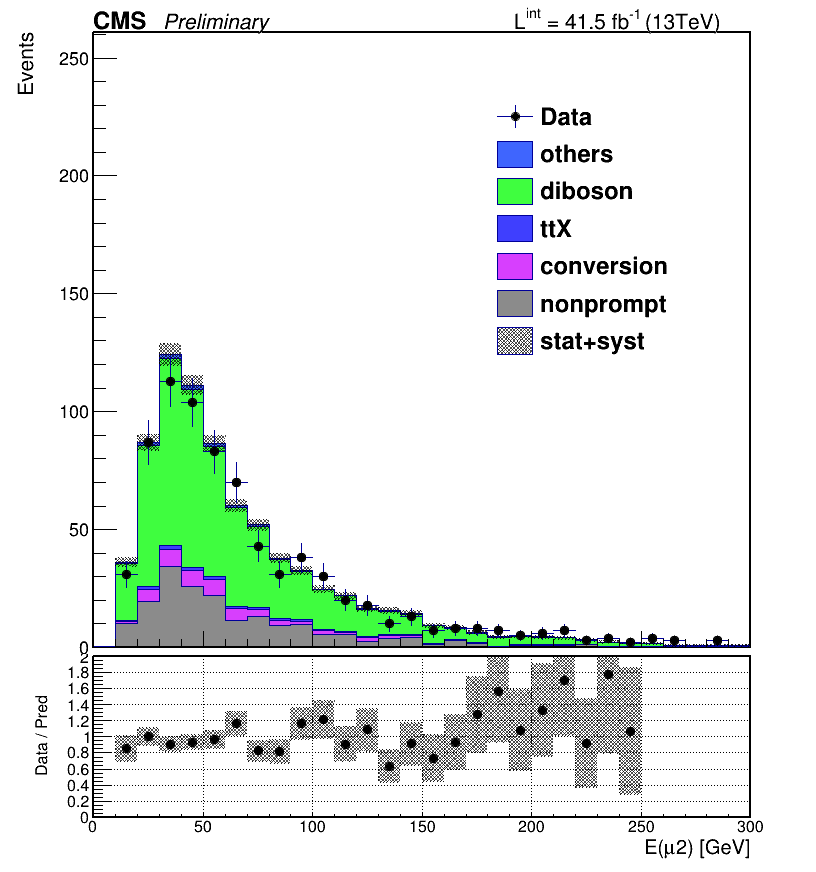 CMS Preliminary L^int = 41.5 fb^-1 (13TeV)
Events
250
200
150
100
50
0
Data
others
diboson
ttX
conversion
nonprompt
stat+syst
Data / Pred
2
1.8
1.6
1.4
1.2
1
0.8
0.6
0.4
0.2
0
0 50 100 150 200 250 300
E(μ2) [GeV]